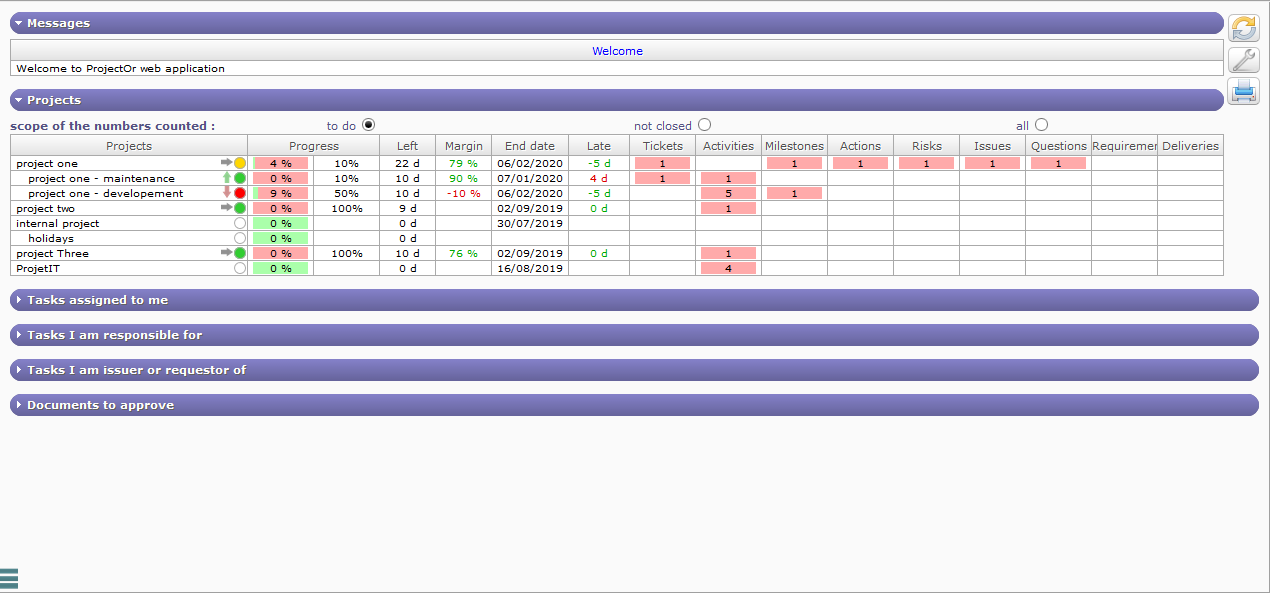 Messages
Welcome
Welcome to ProjectOr web application
Projects
scope of the numbers counted : to do not closed all
Projects Progress Left Margin End date Late Tickets Activities Milestones Actions Risks Issues Questions Requiremer Deliveries
project one 4 % 10% 22 d 79 % 06/02/2020 -5 d 1 1 1 1 1 1
project one - maintenance 0 % 10% 10 d 90 % 07/01/2020 4 d 1 1
project one - developement 9 % 50% 10 d -10 % 06/02/2020 -5 d 5 1
project two 0 % 100% 9 d 02/09/2019 0 d 1
internal project 0 % 0 d 30/07/2019
holidays 0 % 0 d
project Three 0 % 100% 10 d 76 % 02/09/2019 0 d 1
ProjetIT 0 % 0 d 16/08/2019 4
Tasks assigned to me
Tasks I am responsible for
Tasks I am issuer or requestor of
Documents to approve